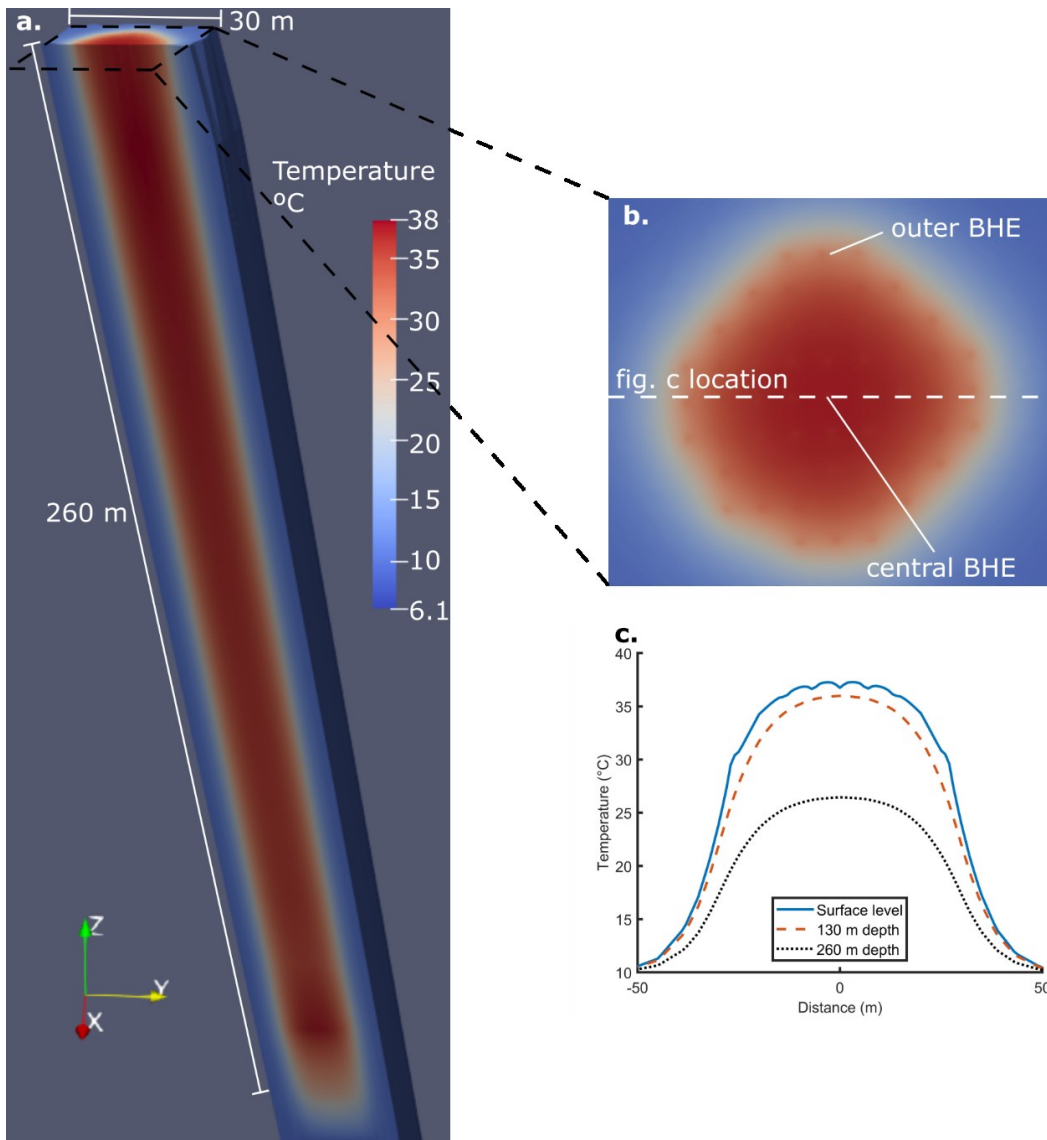 a.
30 m
Temperature
ºC
38
35
30
25
20
15
10
6.1
260 m
Z
Y
X
b.
outer BHE
fig. c location
central BHE
c.
40
35
30
25
20
15
10
Temperature (°C)
Surface level
130 m depth
260 m depth
-50
0
50
Distance (m)